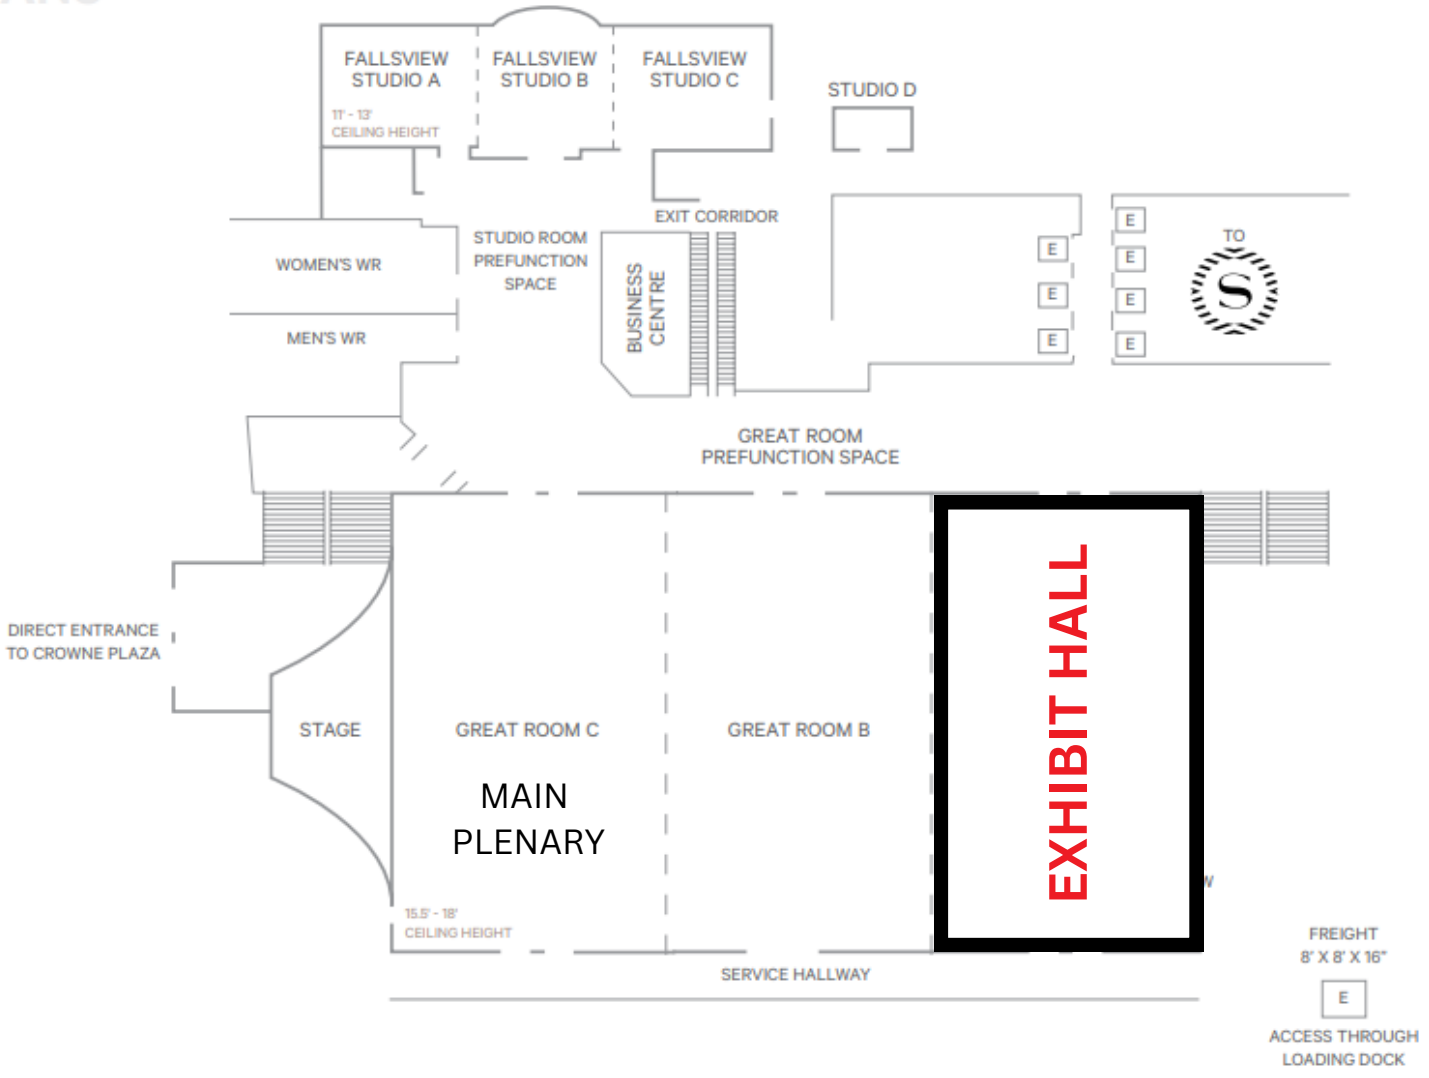 FALLSVIEW
STUDIO A
FALLSVIEW
STUDIO B
FALLSVIEW
STUDIO C
11' - 13'
CEILING HEIGHT
STUDIO D
EXIT CORRIDOR
STUDIO ROOM
PREFUNCTION
SPACE
WOMEN'S WR
MEN'S WR
BUSINESS
CENTRE
E
E
E
E
E
E
E
TO
S
GREAT ROOM
PREFUNCTION SPACE
DIRECT ENTRANCE
TO CROWNE PLAZA
STAGE
GREAT ROOM C
MAIN
PLENARY
GREAT ROOM B
EXHIBIT HALL
15.5' - 18'
CEILING HEIGHT
SERVICE HALLWAY
FREIGHT
8' X 8' X 16"
E
ACCESS THROUGH
LOADING DOCK